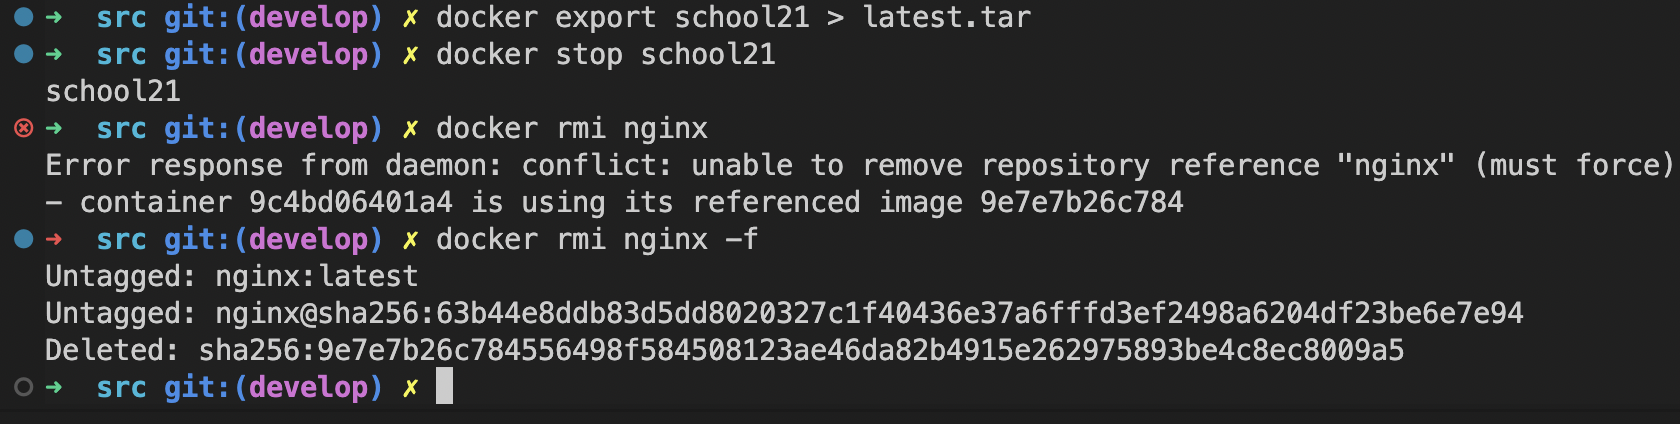 ➜  src git:(develop) ✗ docker export school21 > latest.tar
➜  src git:(develop) ✗ docker stop school21
school21
➜  src git:(develop) ✗ docker rmi nginx
Error response from daemon: conflict: unable to remove repository reference "nginx" (must force)
- container 9c4bd06401a4 is using its referenced image 9e7e7b26c784
➜  src git:(develop) ✗ docker rmi nginx -f
Untagged: nginx:latest
Untagged: nginx@sha256:63b44e8ddb83d5dd8020327c1f40436e37a6fffd3ef2498a6204df23be6e7e94
Deleted: sha256:9e7e7b26c784556498f584508123ae46da82b4915e262975893be4c8ec8009a5
➜  src git:(develop) ✗